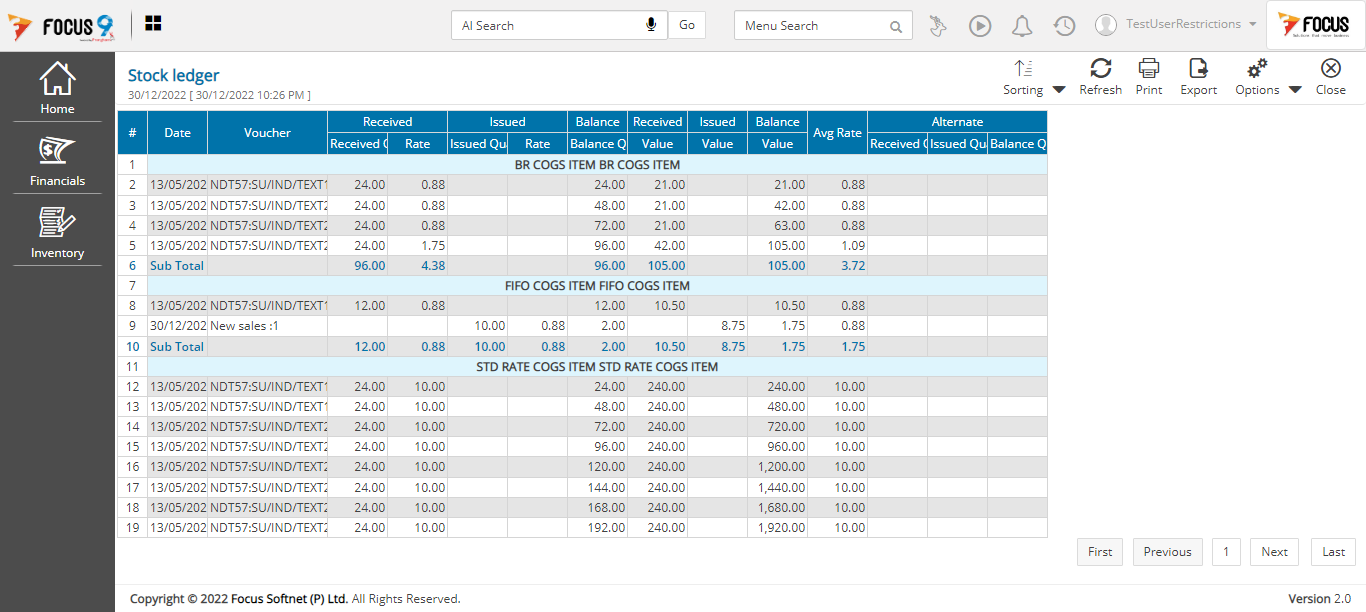 FOCUS 9
AI Search
Go
Menu Search
TestUserRestrictions
FOCUS
Home
Financials
Inventory
Stock ledger
30/12/2022 [ 30/12/2022 10:26 PM ]
Sorting
Refresh
Print
Export
Options
Close
# Date Voucher Received Issued Balance Received Issued Balance Avg Rate Alternate
Received Q Rate Issued Qu Rate Balance Q Value Value Value Received Q Issued Qu Balance Q
1 BR COGS ITEM BR COGS ITEM
2 13/05/202 NDT57:SU/IND/TEXT1 24.00 0.88 24.00 21.00 21.00 0.88
3 13/05/202 NDT57:SU/IND/TEXT2 24.00 0.88 48.00 21.00 42.00 0.88
4 13/05/202 NDT57:SU/IND/TEXT2 24.00 0.88 72.00 21.00 63.00 0.88
5 13/05/202 NDT57:SU/IND/TEXT2 24.00 1.75 96.00 42.00 105.00 1.09
6 Sub Total 96.00 4.38 96.00 105.00 105.00 3.72
7 FIFO COGS ITEM FIFO COGS ITEM
8 13/05/202 NDT57:SU/IND/TEXT1 12.00 0.88 12.00 10.50 10.50 0.88
9 30/12/202 New sales :1 10.00 0.88 2.00 8.75 1.75 0.88
10 Sub Total 12.00 0.88 10.00 0.88 2.00 10.50 8.75 1.75 1.75
11 STD RATE COGS ITEM STD RATE COGS ITEM
12 13/05/202 NDT57:SU/IND/TEXT1 24.00 10.00 24.00 240.00 240.00 10.00
13 13/05/202 NDT57:SU/IND/TEXT1 24.00 10.00 48.00 240.00 480.00 10.00
14 13/05/202 NDT57:SU/IND/TEXT2 24.00 10.00 72.00 240.00 720.00 10.00
15 13/05/202 NDT57:SU/IND/TEXT2 24.00 10.00 96.00 240.00 960.00 10.00
16 13/05/202 NDT57:SU/IND/TEXT2 24.00 10.00 120.00 240.00 1,200.00 10.00
17 13/05/202 NDT57:SU/IND/TEXT2 24.00 10.00 144.00 240.00 1,440.00 10.00
18 13/05/202 NDT57:SU/IND/TEXT2 24.00 10.00 168.00 240.00 1,680.00 10.00
19 13/05/202 NDT57:SU/IND/TEXT2 24.00 10.00 192.00 240.00 1,920.00 10.00
First Previous 1 Next Last
Copyright © 2022 Focus Softnet (P) Ltd. All Rights Reserved.
Version 2.0